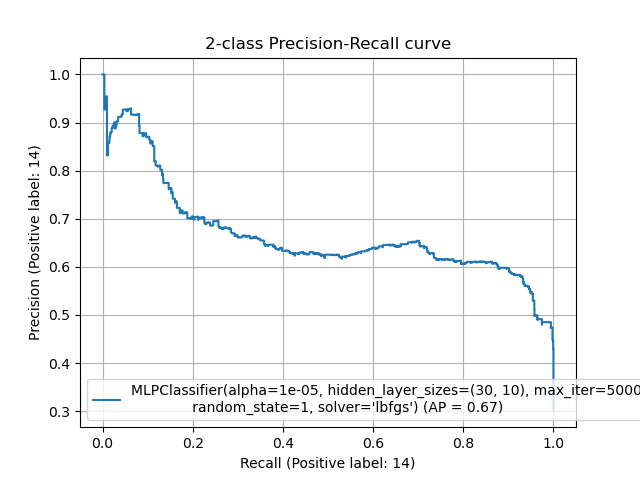 2-class Precision-Recall curve
1.0
0.9
0.8
0.7
0.6
0.5
0.4
0.3
Precision (Positive label: 14)
MLPClassifier(alpha=1e-05, hidden_layer_sizes=(30, 10), max_iter=5000
random_state=1, solver='lbfgs') (AP = 0.67)
0.0 0.2 0.4 0.6 0.8 1.0
Recall (Positive label: 14)